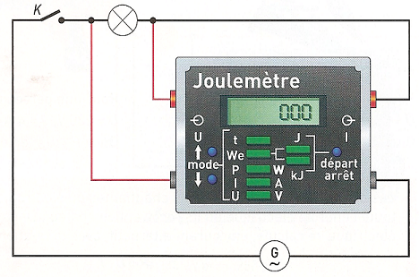 K
Joulemètre
000
U I
t J
We
mode P W kJ départ
I A arrêt
U V
G
~